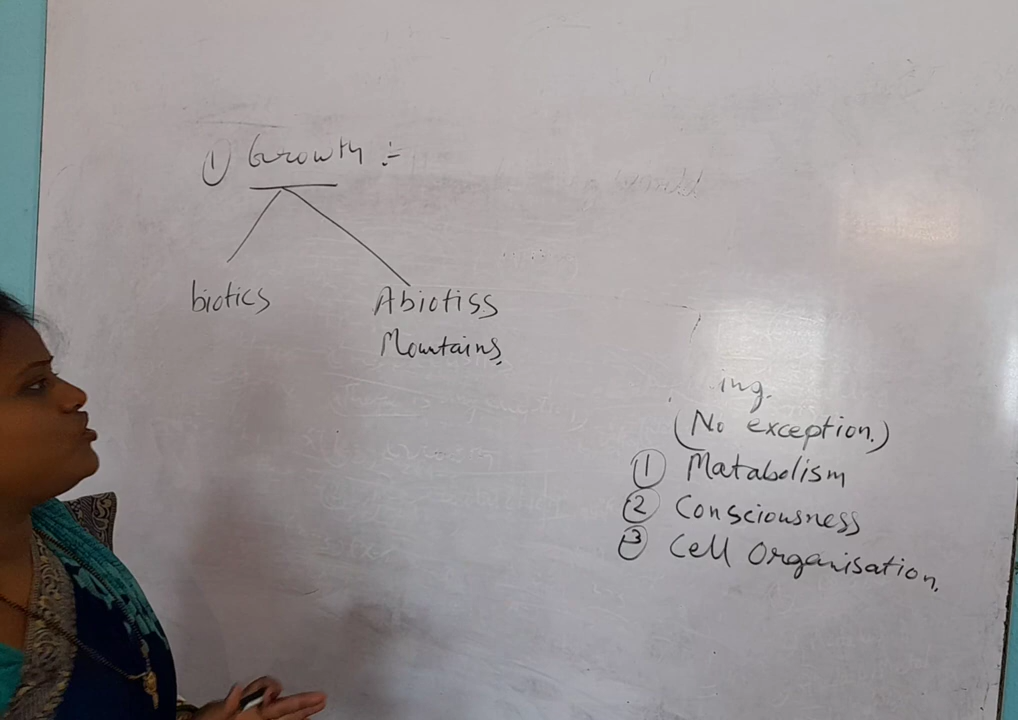 ① Growth :-
biotics
Abiotiss
Mountains,
ing.
(No exception.)
① Matabolism
② Consciousness
③ Cell Organisation,